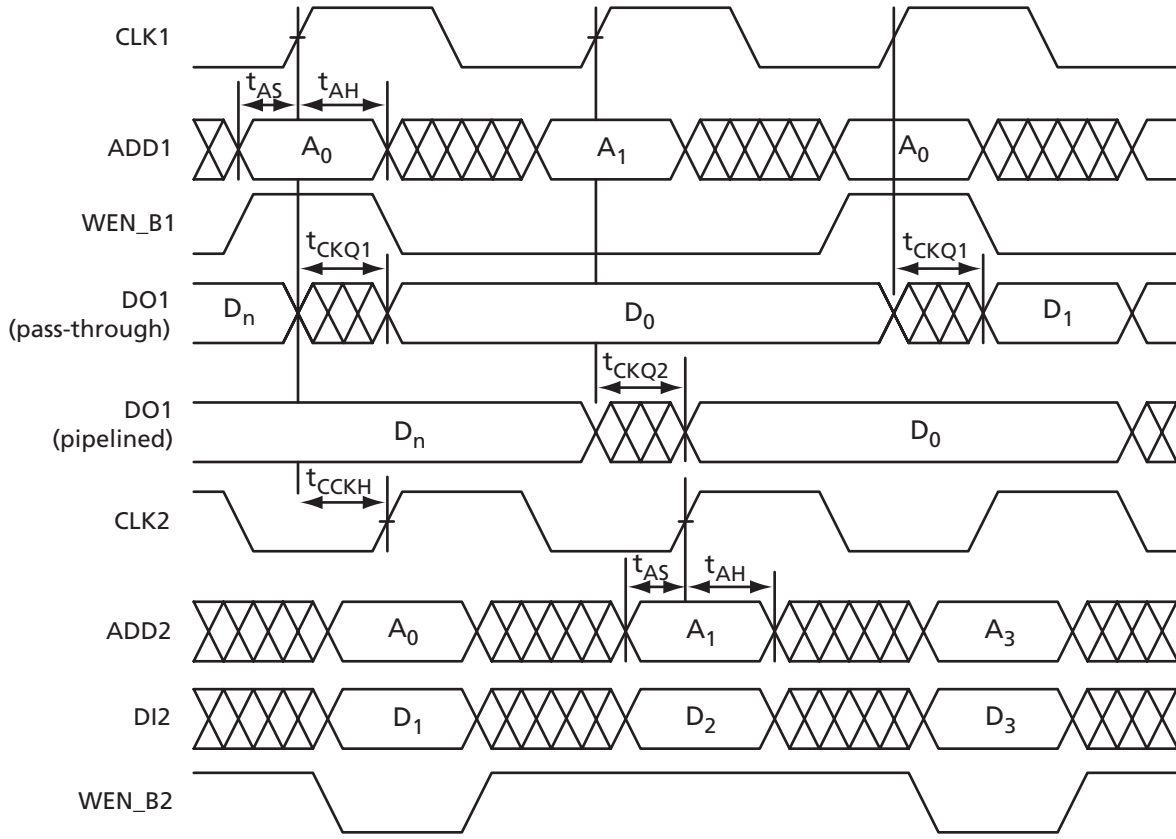 CLK1
t_AS t_AH
ADD1 A_0 A_1 A_0
WEN_B1
t_CKQ1 t_CKQ1
DO1
(pass-through) D_n D_0 D_1
t_CKQ2
DO1
(pipelined) D_n D_0
t_CCKH
CLK2
t_AS t_AH
ADD2 A_0 A_1 A_3
DI2 D_1 D_2 D_3
WEN_B2